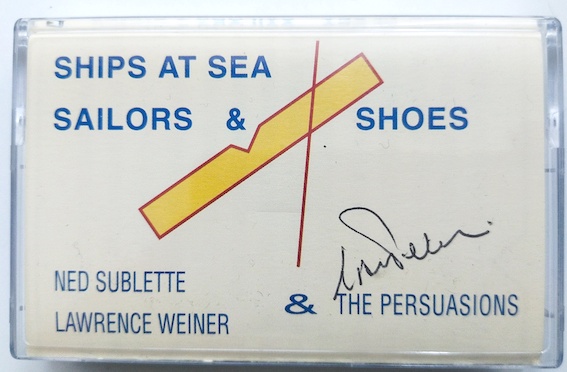 SHIPS AT SEA
SAILORS & SHOES
NED SUBLETTE
LAWRENCE WEINER
& THE PERSUASIONS